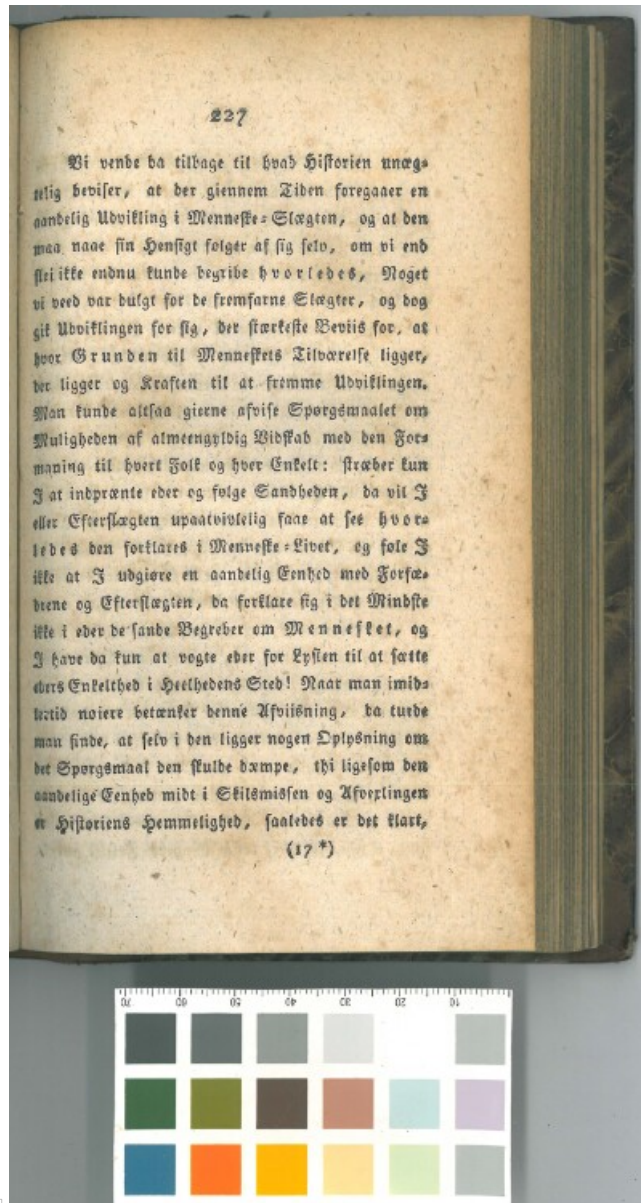 227
Vi vende da tilbage til hvad Historien unæg=
telig beviser, at der giennem Tiden foregaaer en
aandelig Udvikling i Menneske=Slægten, og at den
maa naae sin Hensigt følger af sig selv, om vi end
slet ikke endnu kunde begribe hvorledes, Noget
vi veed var dulgt for de fremfarne Slægter, og dog
gik Udviklingen for sig, der stærkeste Beviis for, at
hvor Grunden til Menneskets Tilværelse ligger,
der ligger og Kraften til at fremme Udviklingen.
Man kunde altsaa gierne afvise Spørgsmaalet om
Muligheden af almeengyldig Vidskab med den For=
maning til hvert Folk og hver Enkelt: stræber kun
I at indprænte eder og følge Sandheden, da vil I
eller Efterslægten upaatvivlelig faae at see hvor=
ledes den forklares i Menneske=Livet, og føle I
ikke at I udgiøre en aandelig Eenhed med Forfæ=
drene og Efterslægten, da forklare sig i det Mindste
ikke i eder de sande Begreber om Mennesket, og
I have da kun at vogte eder for Lysten til at sætte
eders Enkelthed i Heelhedens Sted! Naar man imid=
lertid nøiere betænker denne Afviisning, da turde
man finde, at selv i den ligger nogen Oplysning om
det Spørgsmaal den skulde dæmpe, thi ligesom den
aandelige Eenhed midt i Skilsmissen og Afvexlingen
er Historiens Hemmelighed, saaledes er det klart,
(17*)
70 60 50 40 30 20 10